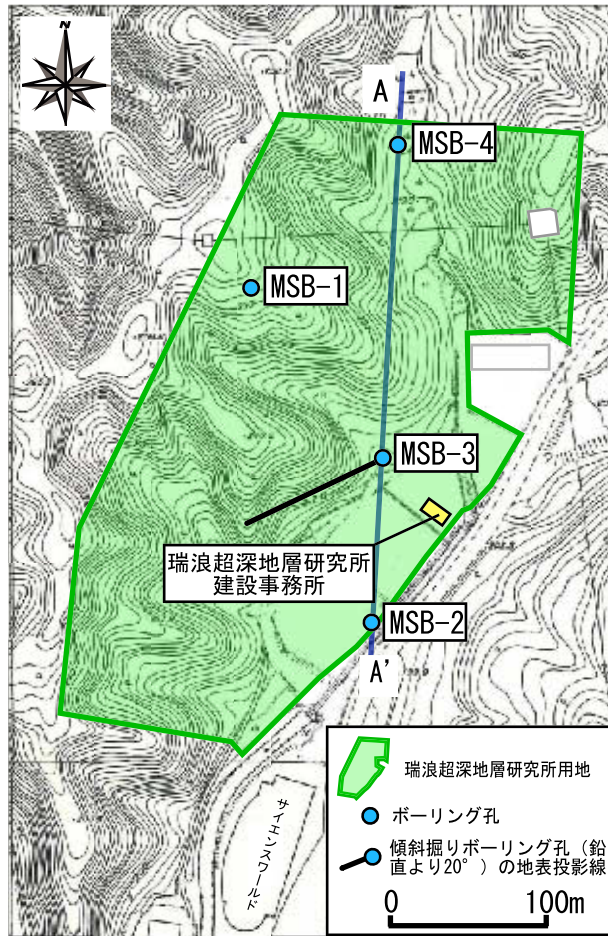 N
A
MSB-4
MSB-1
MSB-3
瑞浪超深地層研究所
建設事務所
MSB-2
A'
サイエンスワールド
瑞浪超深地層研究所用地
ボーリング孔
傾斜掘りボーリング孔（鉛
直より20°）の地表投影線
0 100m